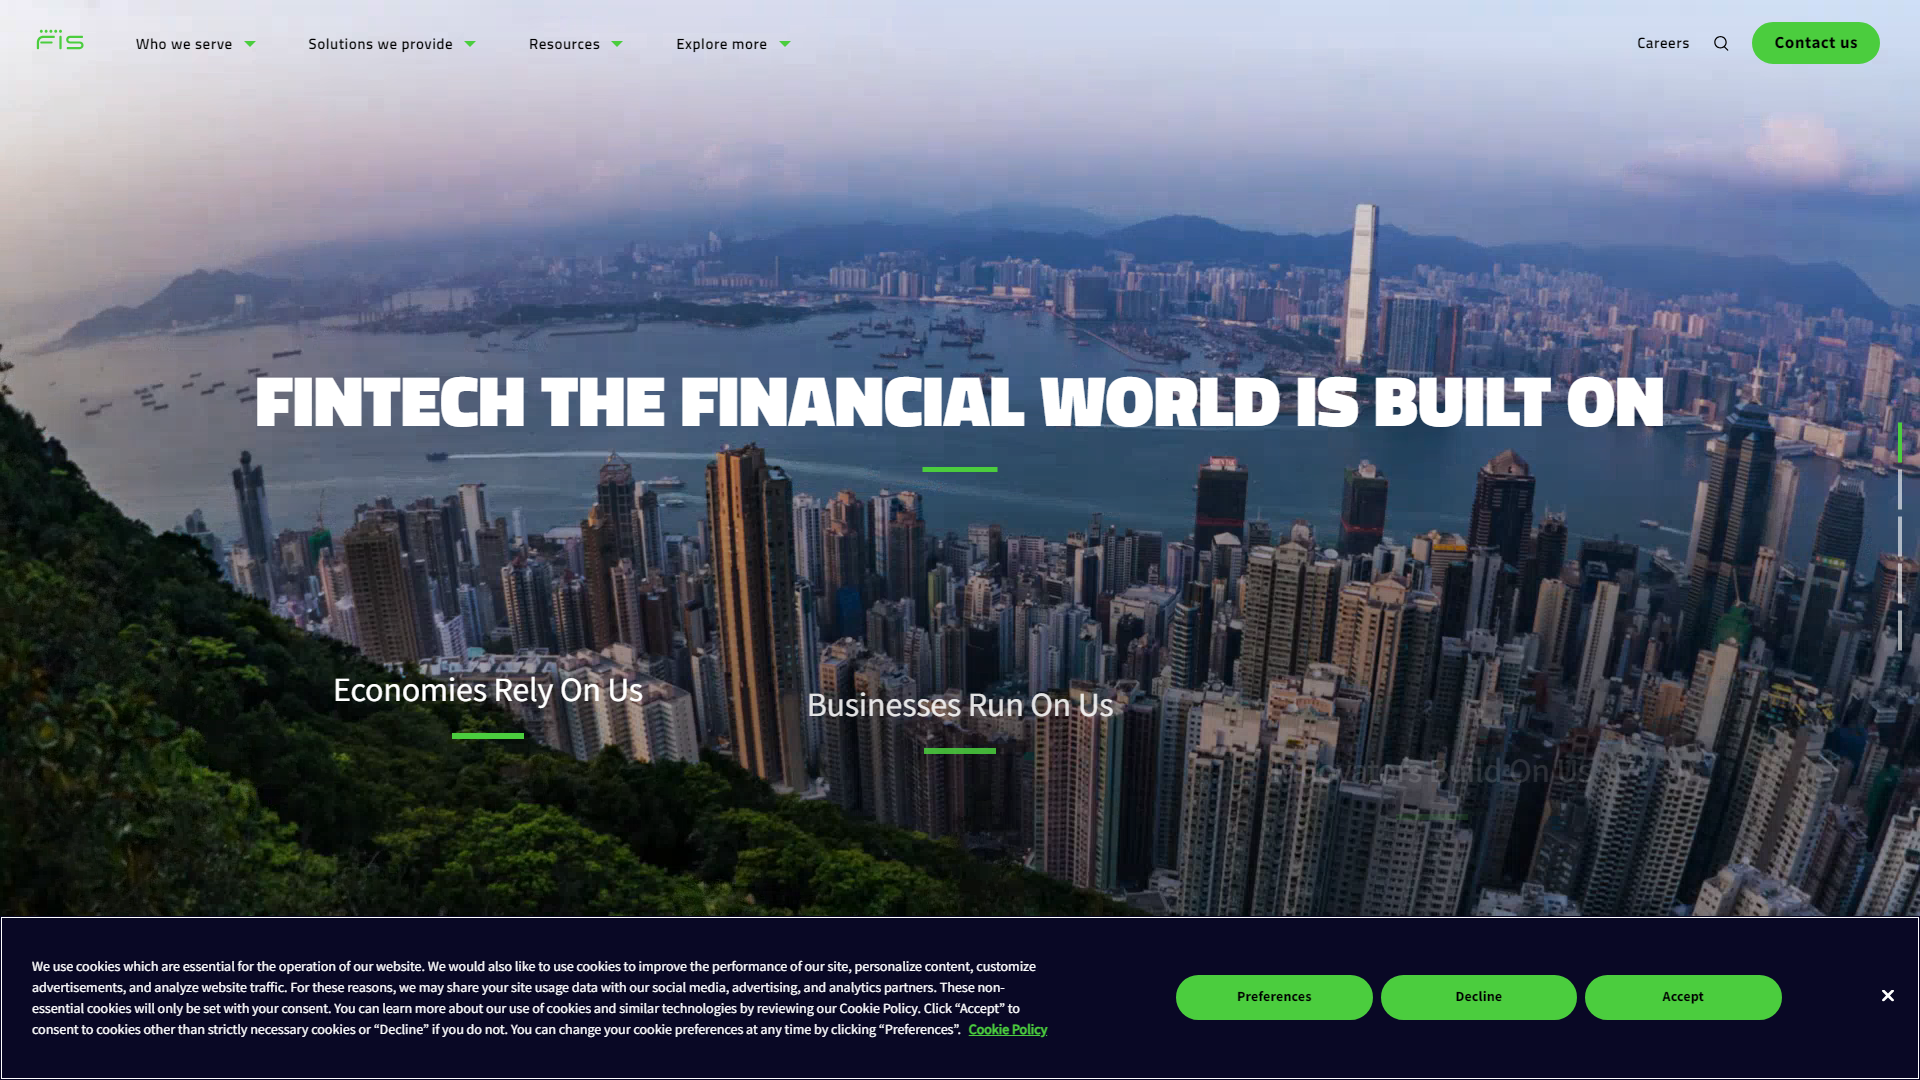 FIS
Who we serve
Solutions we provide
Resources
Explore more
Careers
Contact us
FINTECH THE FINANCIAL WORLD IS BUILT ON
Economies Rely On Us
Businesses Run On Us
Innovators Build On Us
We use cookies which are essential for the operation of our website. We would also like to use cookies to improve the performance of our site, personalize content, customize
advertisements, and analyze website traffic. For these reasons, we may share your site usage data with our social media, advertising, and analytics partners. These non-
essential cookies will only be set with your consent. You can learn more about our use of cookies and similar technologies by reviewing our Cookie Policy. Click “Accept” to
consent to cookies other than strictly necessary cookies or “Decline” if you do not. You can change your cookie preferences at any time by clicking “Preferences”. Cookie Policy
Preferences
Decline
Accept